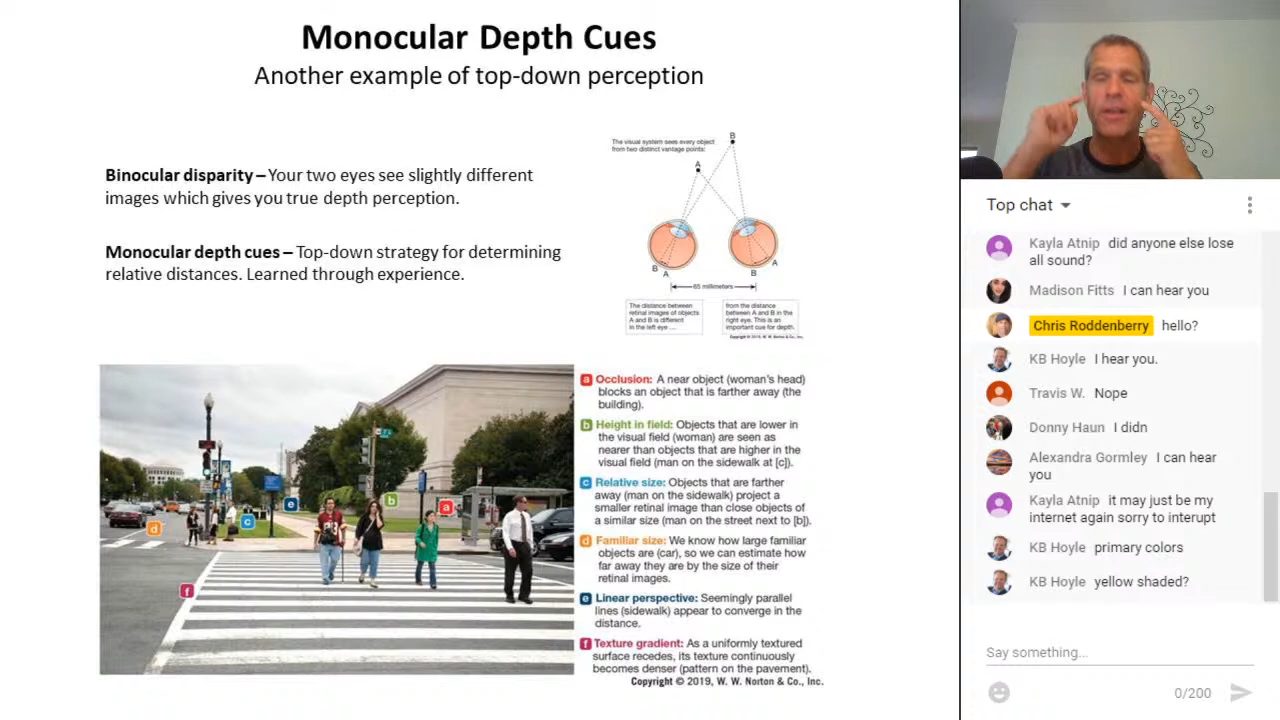 Monocular Depth Cues
Another example of top-down perception
Binocular disparity – Your two eyes see slightly different
images which gives you true depth perception.
Monocular depth cues – Top-down strategy for determining
relative distances. Learned through experience.
The visual system sees every object
from two distinct vantage points:
B
A
B
A
B
A
65 millimeters
The distance between
retinal images of objects
A and B is different
in the left eye ....
from the distance
between A and B in the
right eye. This is an
important cue for depth.
Copyright © 2019, W. W. Norton & Co., Inc.
a
b
c
d
e
f
a Occlusion: A near object (woman's head)
blocks an object that is farther away (the
building).
b Height in field: Objects that are lower in
the visual field (woman) are seen as
nearer than objects that are higher in the
visual field (man on the sidewalk at [c]).
c Relative size: Objects that are farther
away (man on the sidewalk) project a
smaller retinal image than close objects of
a similar size (man on the street next to [b]).
d Familiar size: We know how large familiar
objects are (car), so we can estimate how
far away they are by the size of their
retinal images.
e Linear perspective: Seemingly parallel
lines (sidewalk) appear to converge in the
distance.
f Texture gradient: As a uniformly textured
surface recedes, its texture continuously
becomes denser (pattern on the pavement).
Copyright © 2019, W. W. Norton & Co., Inc.
Top chat
Kayla Atnip did anyone else lose
all sound?
Madison Fitts I can hear you
Chris Roddenberry hello?
KB Hoyle I hear you.
Travis W. Nope
Donny Haun I didn
Alexandra Gormley I can hear
you
Kayla Atnip it may just be my
internet again sorry to interupt
KB Hoyle primary colors
KB Hoyle yellow shaded?
Say something...
0/200